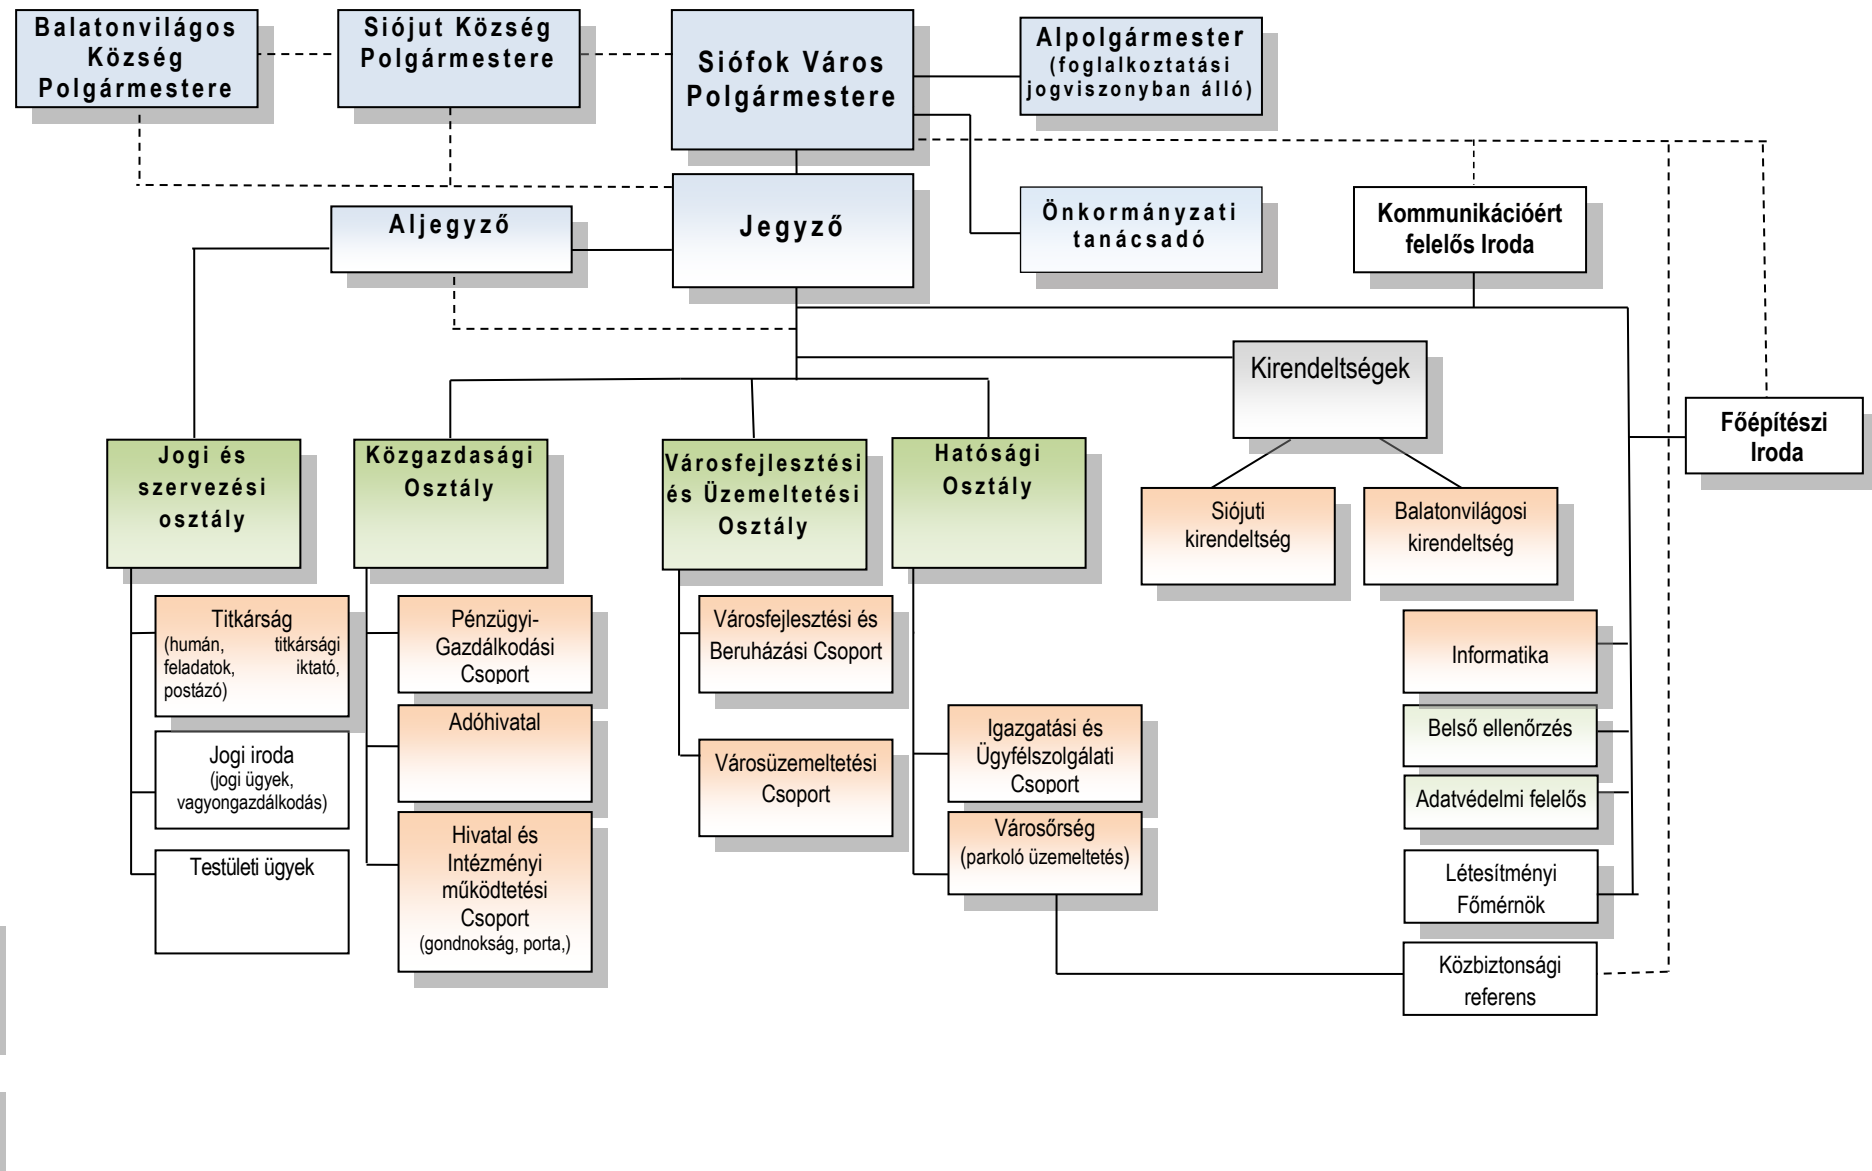 Balatonvilágos
Község
Polgármestere
Siójut Község
Polgármestere
Siófok Város
Polgármestere
Alpolgármester
(foglalkoztatási
jogviszonyban álló)
Aljegyző
Jegyző
Önkormányzati
tanácsadó
Kommunikációért
felelős Iroda
Kirendeltségek
Főépítészi
Iroda
Jogi és
szervezési
osztály
Közgazdasági
Osztály
Városfejlesztési
és Üzemeltetési
Osztály
Hatósági
Osztály
Siójuti
kirendeltség
Balatonvilágosi
kirendeltség
Titkárság
(humán, titkársági
feladatok, iktató,
postázó)
Jogi iroda
(jogi ügyek,
vagyongazdálkodás)
Testületi ügyek
Pénzügyi-
Gazdálkodási
Csoport
Adóhivatal
Hivatal és
Intézményi
működtetési
Csoport
(gondnokság, porta,)
Városfejlesztési és
Beruházási Csoport
Városüzemeltetési
Csoport
Igazgatási és
Ügyfélszolgálati
Csoport
Városőrség
(parkoló üzemeltetés)
Informatika
Belső ellenőrzés
Adatvédelmi felelős
Létesítményi
Főmérnök
Közbiztonsági
referens